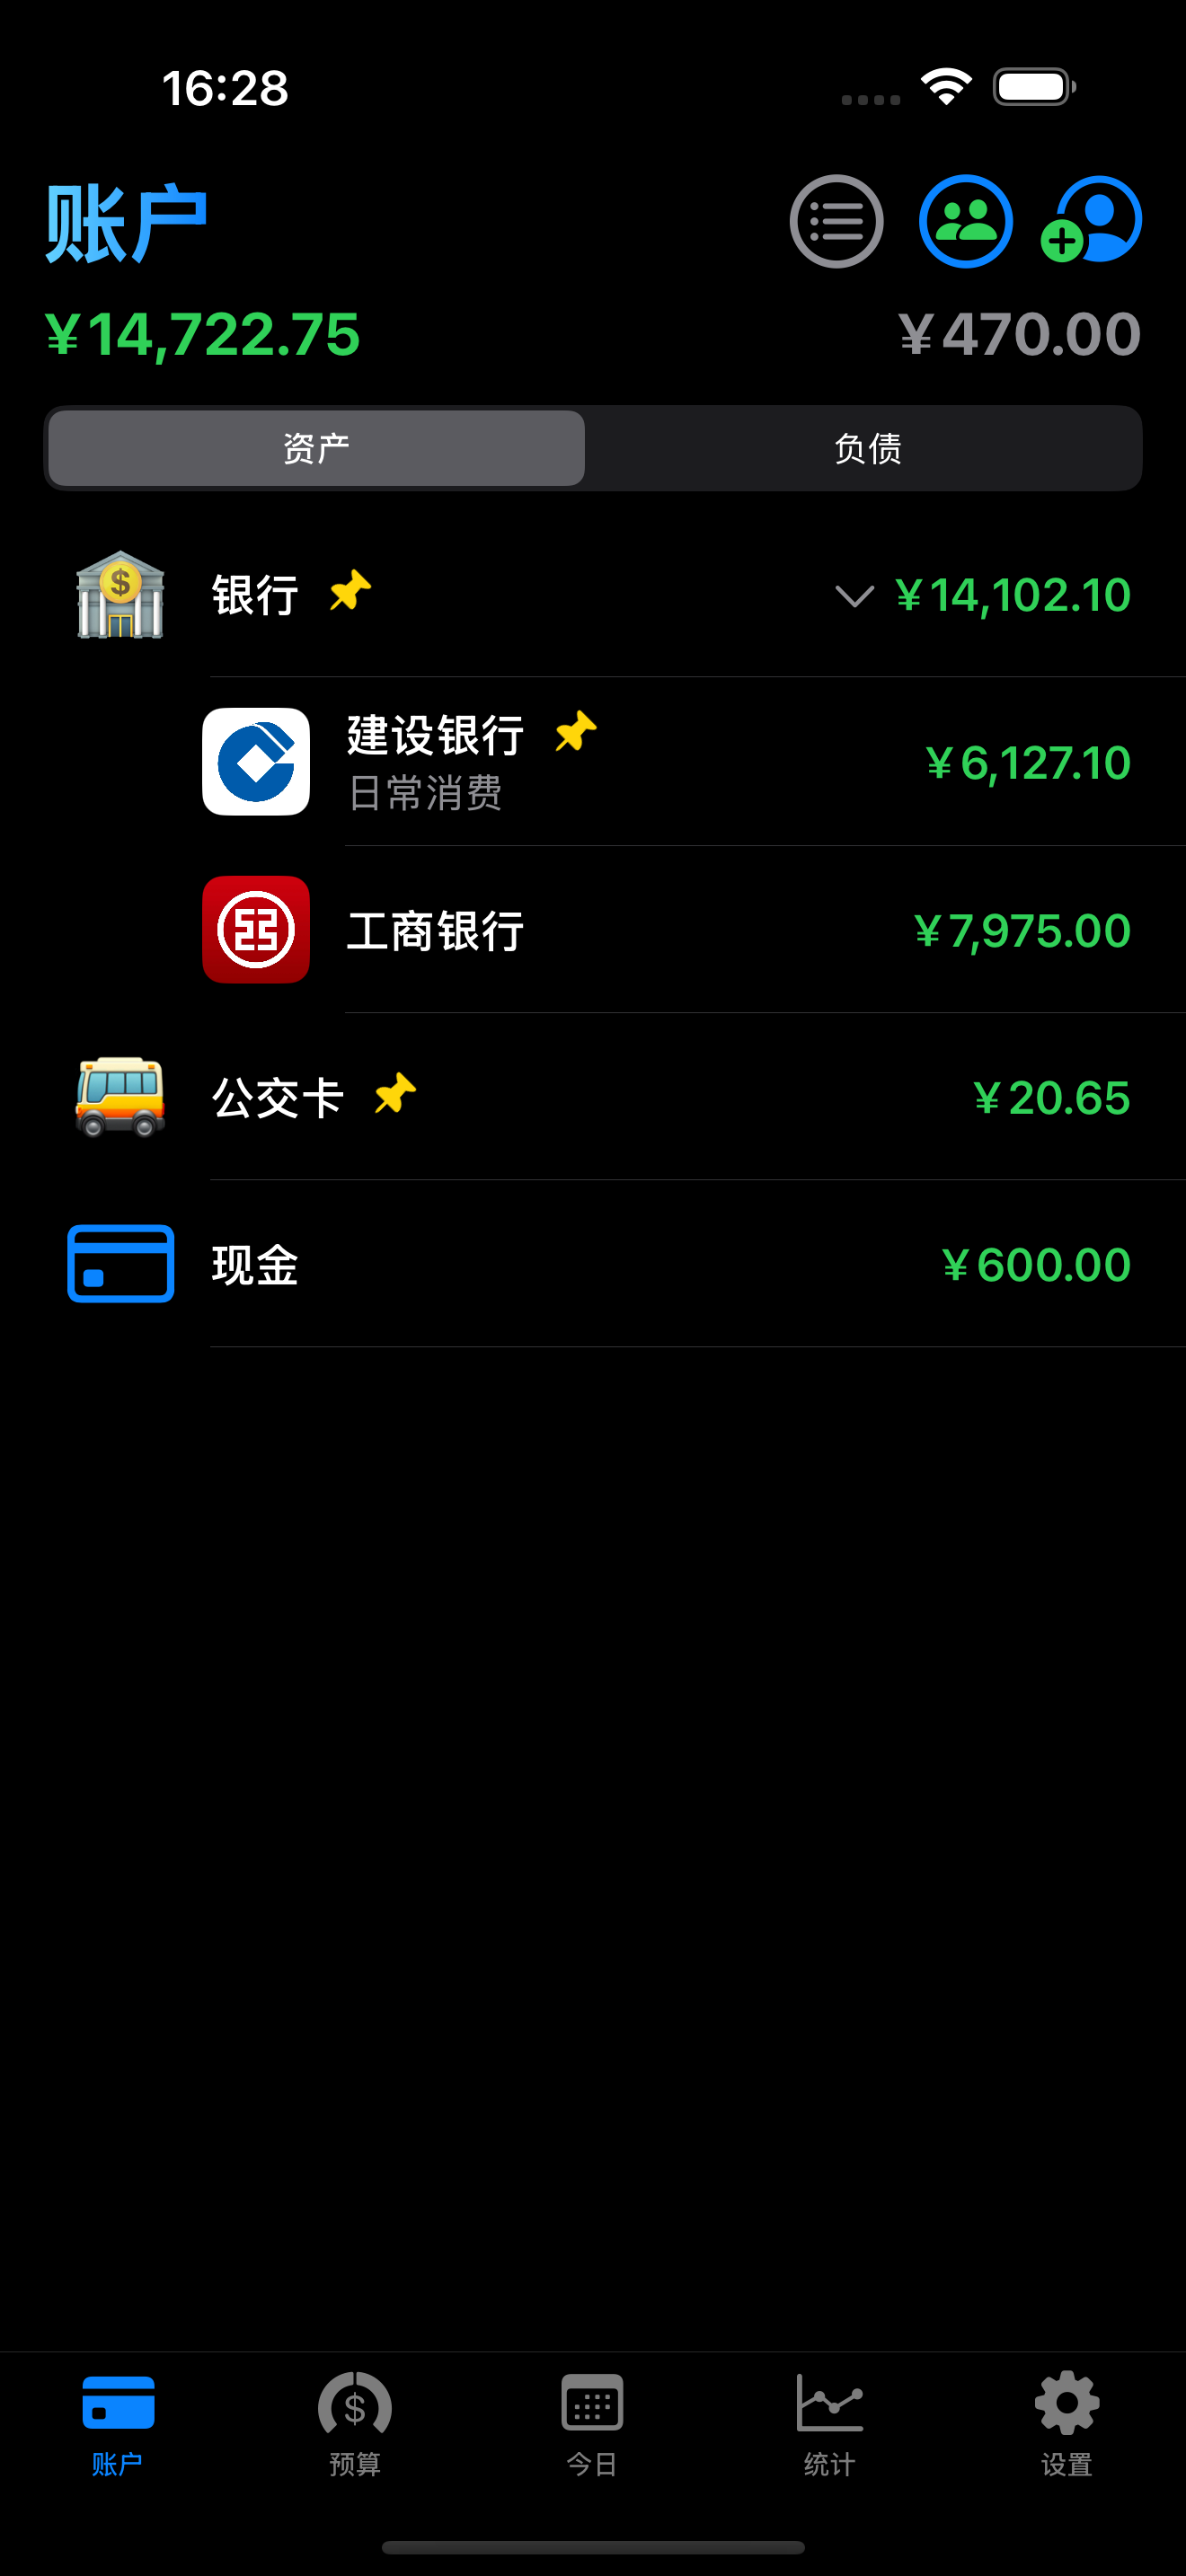 16:28
账户
¥14,722.75
¥470.00
资产
负债
银行
¥14,102.10
建设银行
日常消费
¥6,127.10
工商银行
¥7,975.00
公交卡
¥20.65
现金
¥600.00
账户
预算
今日
统计
设置